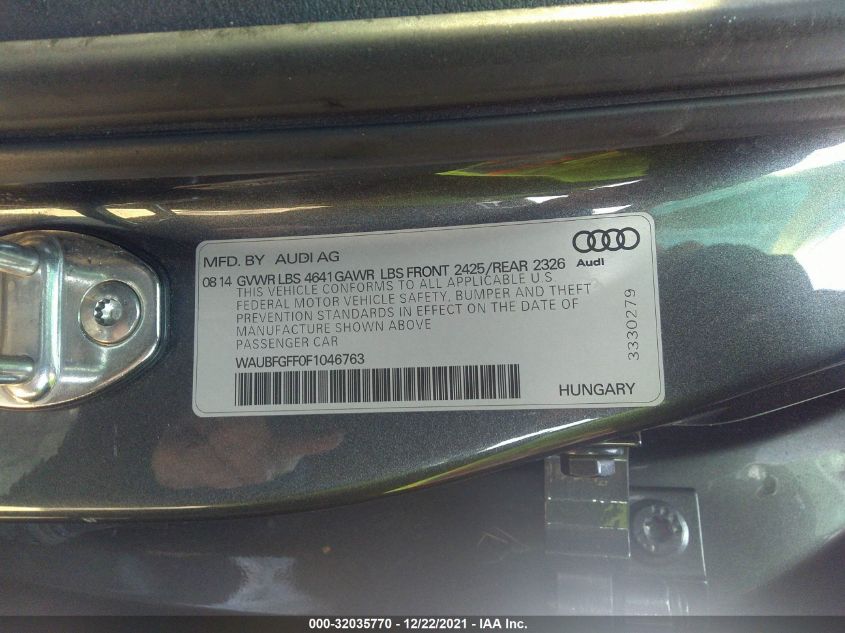 MFD. BY AUDI AG
Audi
08 14 GVWR LBS 4641 GAWR LBS FRONT 2425/REAR 2326
THIS VEHICLE CONFORMS TO ALL APPLICABLE U.S
FEDERAL MOTOR VEHICLE SAFETY, BUMPER AND THEFT
PREVENTION STANDARDS IN EFFECT ON THE DATE OF
MANUFACTURE SHOWN ABOVE
PASSENGER CAR
WAUBFGFF0F1046763
3330279
HUNGARY
000-32035770 - 12/22/2021 - IAA Inc.